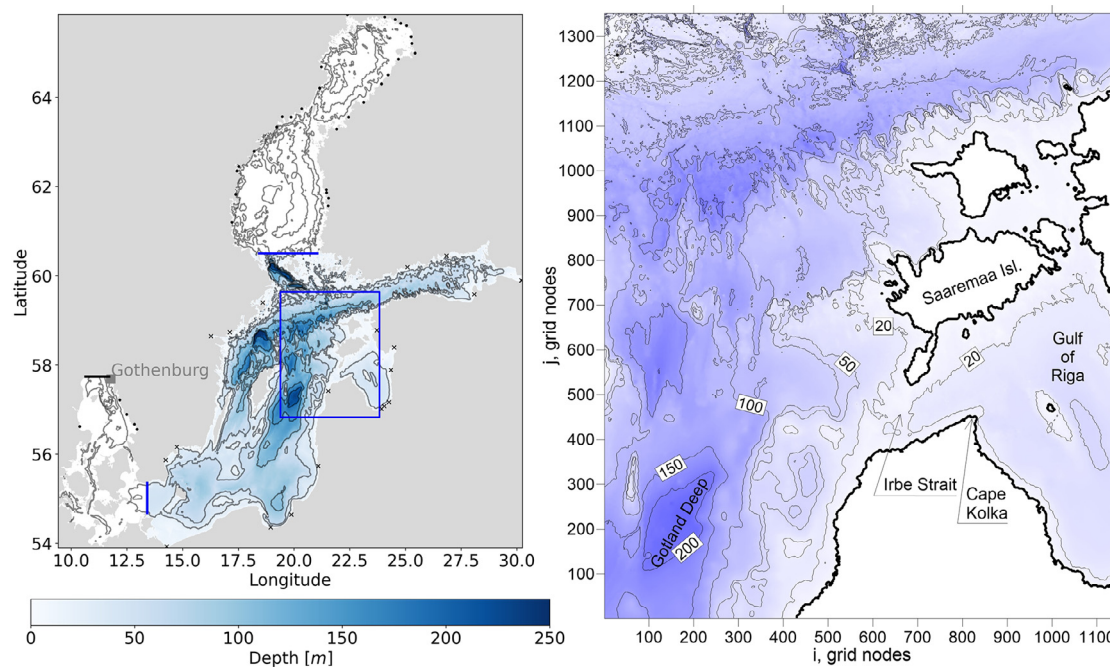 64
62
60
58
56
54
Latitude
Gothenburg
10.0 12.5 15.0 17.5 20.0 22.5 25.0 27.5 30.2
Longitude
0 50 100 150 200 250
Depth [m]
1300
1200
1100
1000
900
800
700
600
500
400
300
200
100
j, grid nodes
Saaremaa Isl.
20
50
20
Gulf
of
Riga
100
150
Gotland Deep
200
Irbe Strait
Cape
Kolka
100 200 300 400 500 600 700 800 900 1000 1100
i, grid nodes